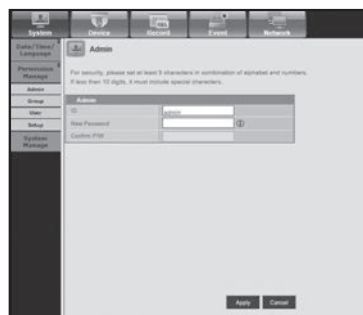 System Device Record Event Network
Date/Time/
Language
Permission
Manage
Admin
Group
User
Setup
System
Manage
Admin
For security, please set at least 8 characters in combination of alphabet and numbers.
If less than 10 digits, it must include special characters.
Admin
ID admin
New Password
Confirm P/W
Apply Cancel